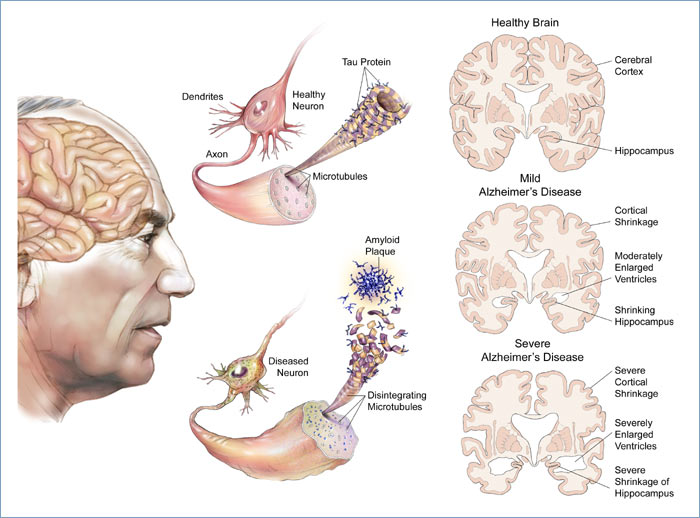 Tau Protein
Dendrites
Healthy
Neuron
Axon
Microtubules
Amyloid
Plaque
Diseased
Neuron
Disintegrating
Microtubules
Healthy Brain
Cerebral
Cortex
Hippocampus
Mild
Alzheimer's Disease
Cortical
Shrinkage
Moderately
Enlarged
Ventricles
Shrinking
Hippocampus
Severe
Alzheimer's Disease
Severe
Cortical
Shrinkage
Severely
Enlarged
Ventricles
Severe
Shrinkage of
Hippocampus